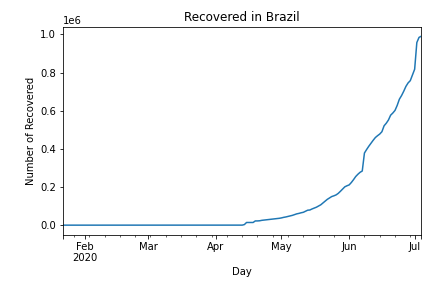 Recovered in Brazil
1e6
1.0
0.8
0.6
0.4
0.2
0.0
Number of Recovered
Feb Mar Apr May Jun Jul
2020
Day